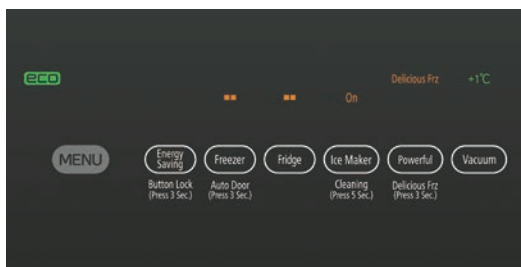 Delicious Frz +1℃
eco
On
MENU
Energy Saving
Freezer
Fridge
Ice Maker
Powerful
Vacuum
Button Lock
(Press 3 Sec.)
Auto Door
(Press 3 Sec.)
Cleaning
(Press 5 Sec.)
Delicious Frz
(Press 3 Sec.)